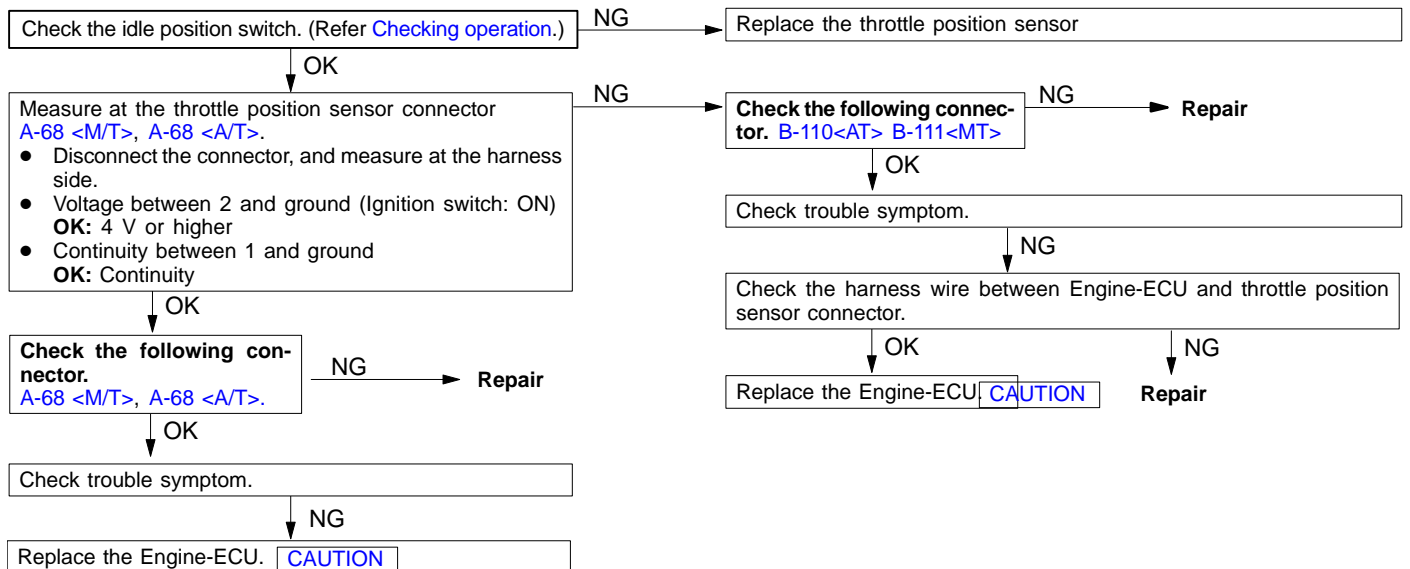 Check the idle position switch. (Refer Checking operation.)
NG
Replace the throttle position sensor
OK
Measure at the throttle position sensor connector
A-68 <M/T>, A-68 <A/T>.
● Disconnect the connector, and measure at the harness
side.
● Voltage between 2 and ground (Ignition switch: ON)
OK: 4 V or higher
● Continuity between 1 and ground
OK: Continuity
NG
Check the following connec-
tor. B-110<AT> B-111<MT>
NG
Repair
OK
Check trouble symptom.
NG
Check the harness wire between Engine-ECU and throttle position
sensor connector.
OK
NG
Replace the Engine-ECU. CAUTION
Repair
OK
Check the following con-
nector.
A-68 <M/T>, A-68 <A/T>.
NG
Repair
OK
Check trouble symptom.
NG
Replace the Engine-ECU. CAUTION